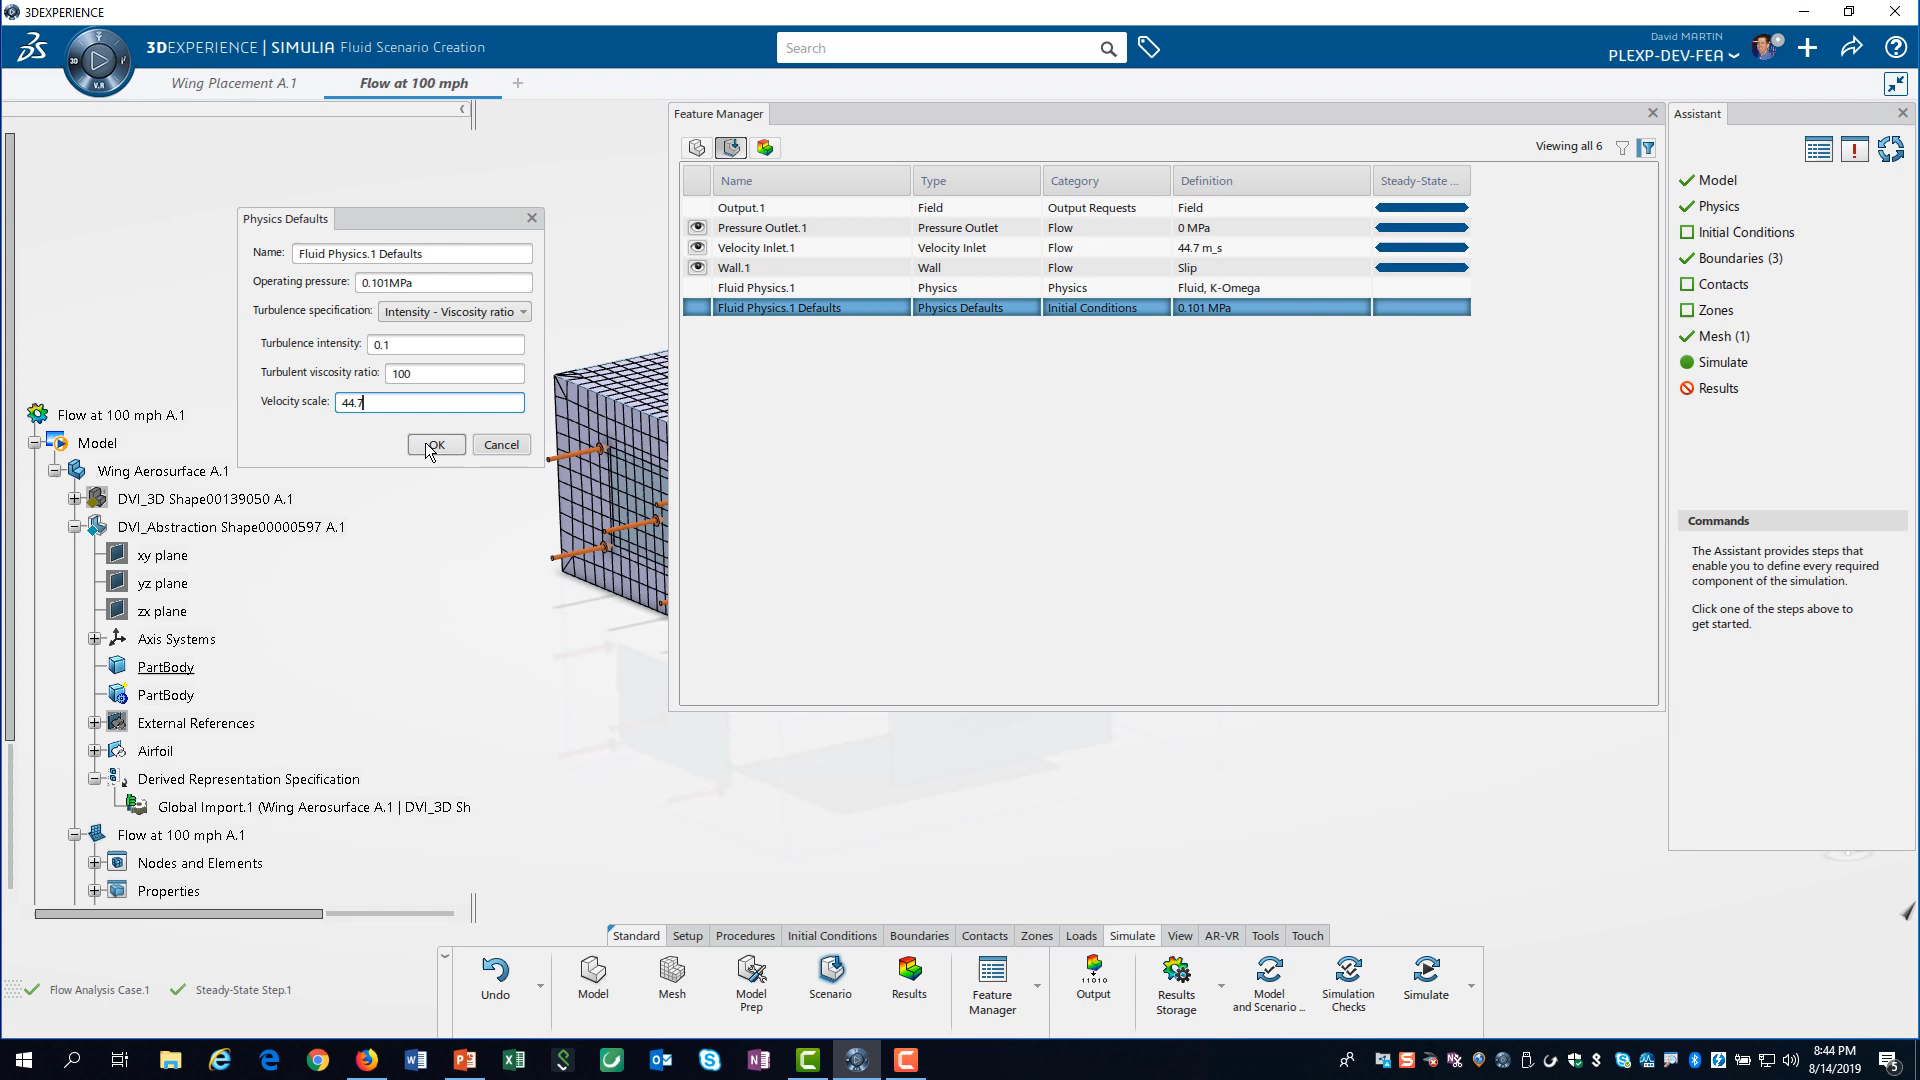 3DEXPERIENCE
3DEXPERIENCE | SIMULIA Fluid Scenario Creation
Search
David MARTIN
PLEXP-DEV-FEA
3D
V.R
Wing Placement A.1
Flow at 100 mph
Feature Manager
Viewing all 6
Name Type Category Definition Steady-State ...
Output.1 Field Output Requests Field
Pressure Outlet.1 Pressure Outlet Flow 0 MPa
Velocity Inlet.1 Velocity Inlet Flow 44.7 m_s
Wall.1 Wall Flow Slip
Fluid Physics.1 Physics Physics Fluid, K-Omega
Fluid Physics.1 Defaults Physics Defaults Initial Conditions 0.101 MPa
Physics Defaults
Name: Fluid Physics.1 Defaults
Operating pressure: 0.101MPa
Turbulence specification: Intensity - Viscosity ratio
Turbulence intensity: 0.1
Turbulent viscosity ratio: 100
Velocity scale: 44.7
OK Cancel
Flow at 100 mph A.1
Model
Wing Aerosurface A.1
DVI_3D Shape00139050 A.1
DVI_Abstraction Shape00000597 A.1
xy plane
yz plane
zx plane
Axis Systems
PartBody
PartBody
External References
Airfoil
Derived Representation Specification
Global Import.1 (Wing Aerosurface A.1 | DVI_3D Sh
Flow at 100 mph A.1
Nodes and Elements
Properties
Assistant
Model
Physics
Initial Conditions
Boundaries (3)
Contacts
Zones
Mesh (1)
Simulate
Results
Commands
The Assistant provides steps that
enable you to define every required
component of the simulation.
Click one of the steps above to
get started.
Standard Setup Procedures Initial Conditions Boundaries Contacts Zones Loads Simulate View AR-VR Tools Touch
Undo
Model
Mesh
Model
Prep
Scenario
Results
Feature
Manager
Output
Results
Storage
Model
and Scenario ...
Simulation
Checks
Simulate
Flow Analysis Case.1
Steady-State Step.1
8:44 PM
8/14/2019
5